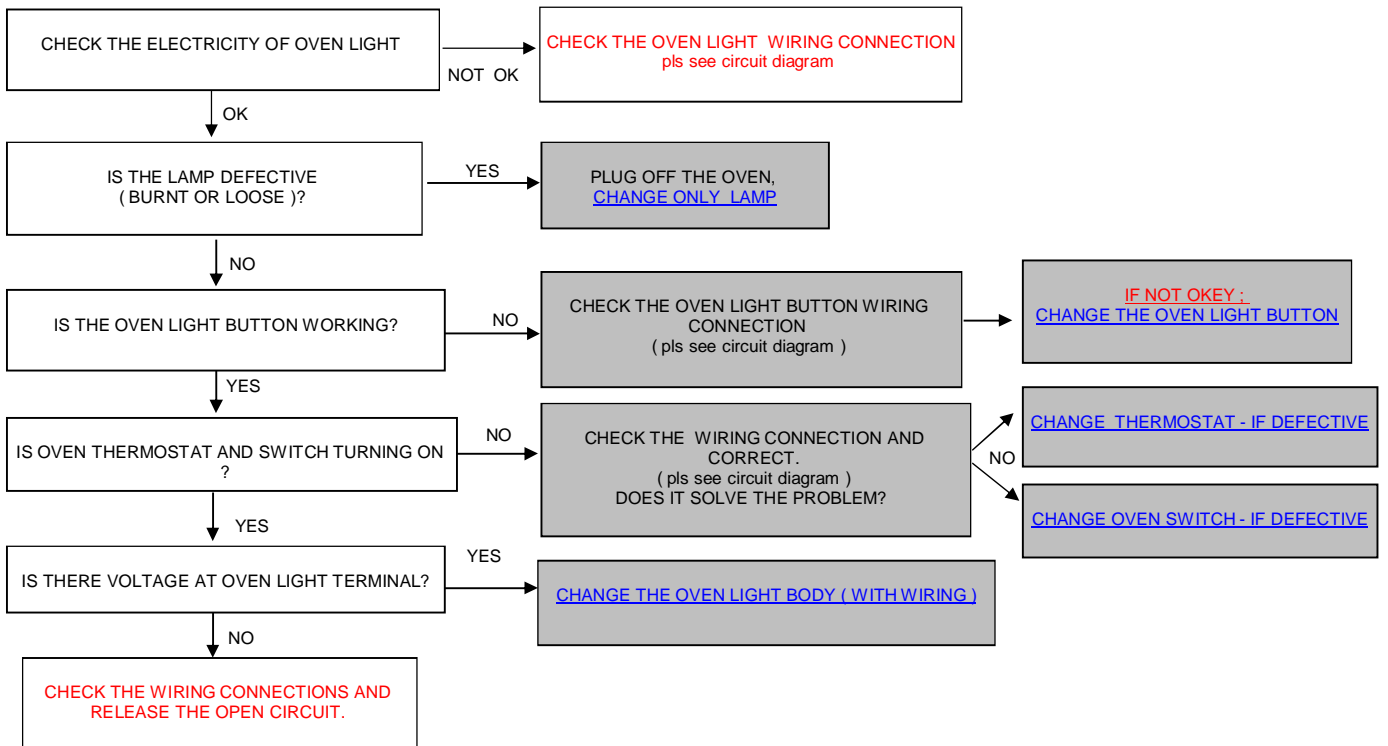 CHECK THE ELECTRICITY OF OVEN LIGHT
NOT OK
CHECK THE OVEN LIGHT WIRING CONNECTION
pls see circuit diagram
OK
IS THE LAMP DEFECTIVE
( BURNT OR LOOSE )?
YES
PLUG OFF THE OVEN,
CHANGE ONLY LAMP
NO
IS THE OVEN LIGHT BUTTON WORKING?
NO
CHECK THE OVEN LIGHT BUTTON WIRING
CONNECTION
( pls see circuit diagram )
IF NOT OKEY ;
CHANGE THE OVEN LIGHT BUTTON
YES
IS OVEN THERMOSTAT AND SWITCH TURNING ON
?
NO
CHECK THE WIRING CONNECTION AND
CORRECT.
( pls see circuit diagram )
DOES IT SOLVE THE PROBLEM?
NO
CHANGE THERMOSTAT - IF DEFECTIVE
CHANGE OVEN SWITCH - IF DEFECTIVE
YES
IS THERE VOLTAGE AT OVEN LIGHT TERMINAL?
YES
CHANGE THE OVEN LIGHT BODY ( WITH WIRING )
NO
CHECK THE WIRING CONNECTIONS AND
RELEASE THE OPEN CIRCUIT.